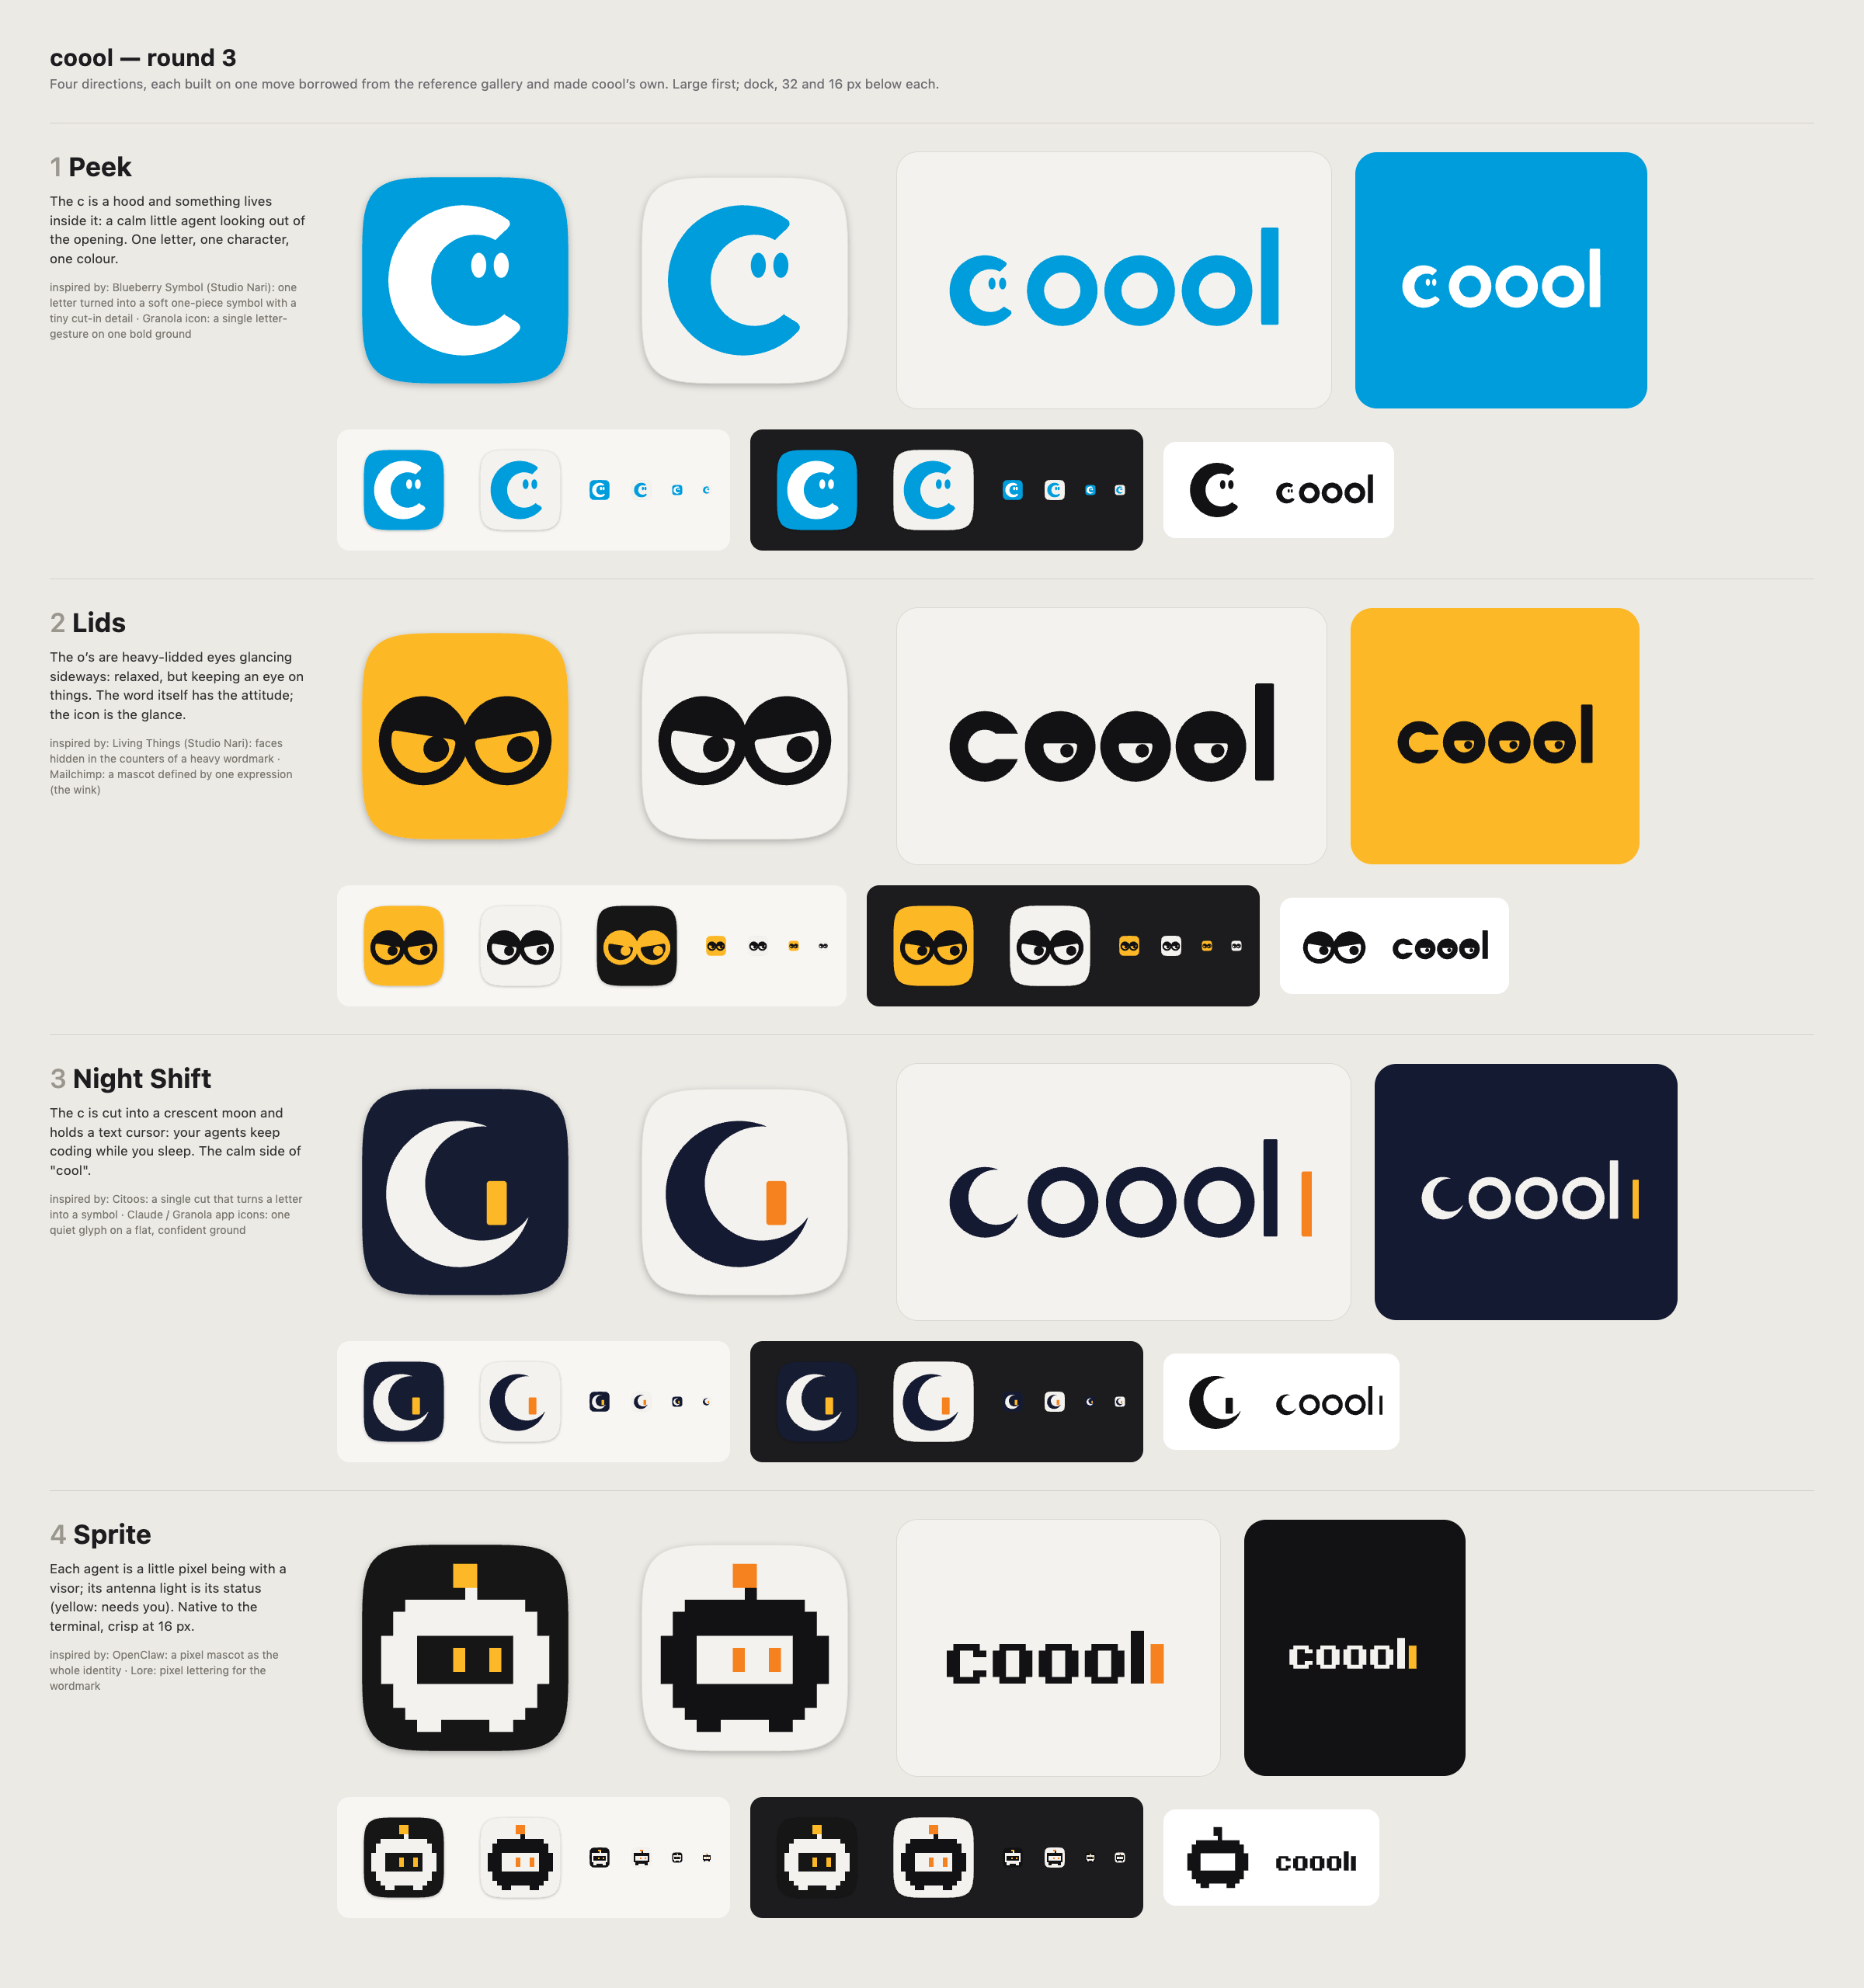 coool — round 3
Four directions, each built on one move borrowed from the reference gallery and made coool’s own. Large first; dock, 32 and 16 px below each.
1 Peek
The c is a hood and something lives
inside it: a calm little agent looking out of
the opening. One letter, one character,
one colour.
inspired by: Blueberry Symbol (Studio Nari): one
letter turned into a soft one-piece symbol with a
tiny cut-in detail · Granola icon: a single letter-
gesture on one bold ground
coool
coool
coool
2 Lids
The o’s are heavy-lidded eyes glancing
sideways: relaxed, but keeping an eye on
things. The word itself has the attitude;
the icon is the glance.
inspired by: Living Things (Studio Nari): faces
hidden in the counters of a heavy wordmark ·
Mailchimp: a mascot defined by one expression
(the wink)
coool
coool
coool
3 Night Shift
The c is cut into a crescent moon and
holds a text cursor: your agents keep
coding while you sleep. The calm side of
"cool".
inspired by: Citoos: a single cut that turns a letter
into a symbol · Claude / Granola app icons: one
quiet glyph on a flat, confident ground
coool
coool
coool
4 Sprite
Each agent is a little pixel being with a
visor; its antenna light is its status
(yellow: needs you). Native to the
terminal, crisp at 16 px.
inspired by: OpenClaw: a pixel mascot as the
whole identity · Lore: pixel lettering for the
wordmark
coool
coool
coool